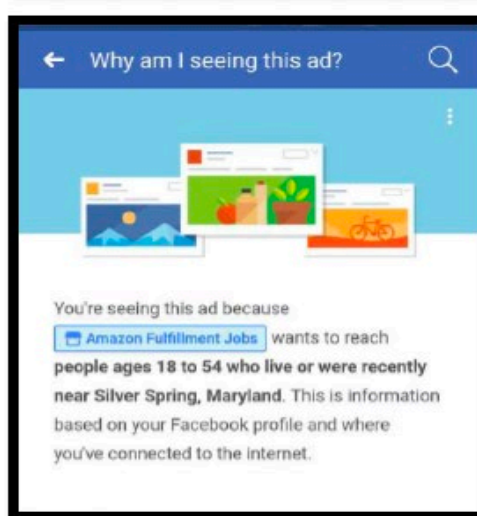 Why am I seeing this ad?
You're seeing this ad because
Amazon Fulfillment Jobs wants to reach
people ages 18 to 54 who live or were recently
near Silver Spring, Maryland. This is information
based on your Facebook profile and where
you've connected to the internet.